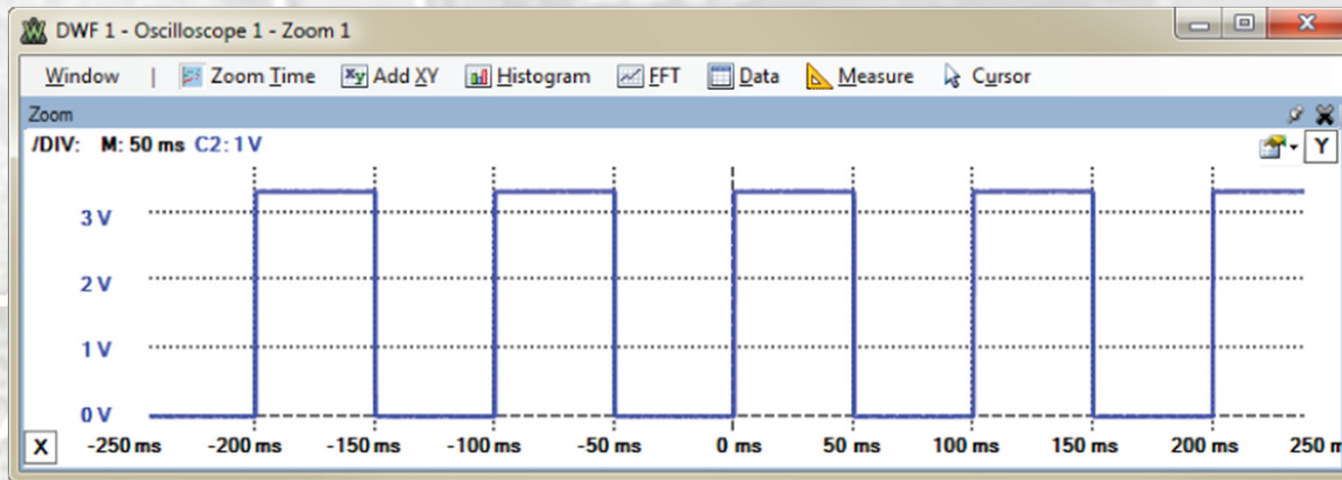 DWF 1 - Oscilloscope 1 - Zoom 1
Window | Zoom Time Add XY Histogram FFT Data Measure Cursor
Zoom
/DIV: M: 50 ms C2: 1 V
Y
3 V
2 V
1 V
0 V
X -250 ms -200 ms -150 ms -100 ms -50 ms 0 ms 50 ms 100 ms 150 ms 200 ms 250 m